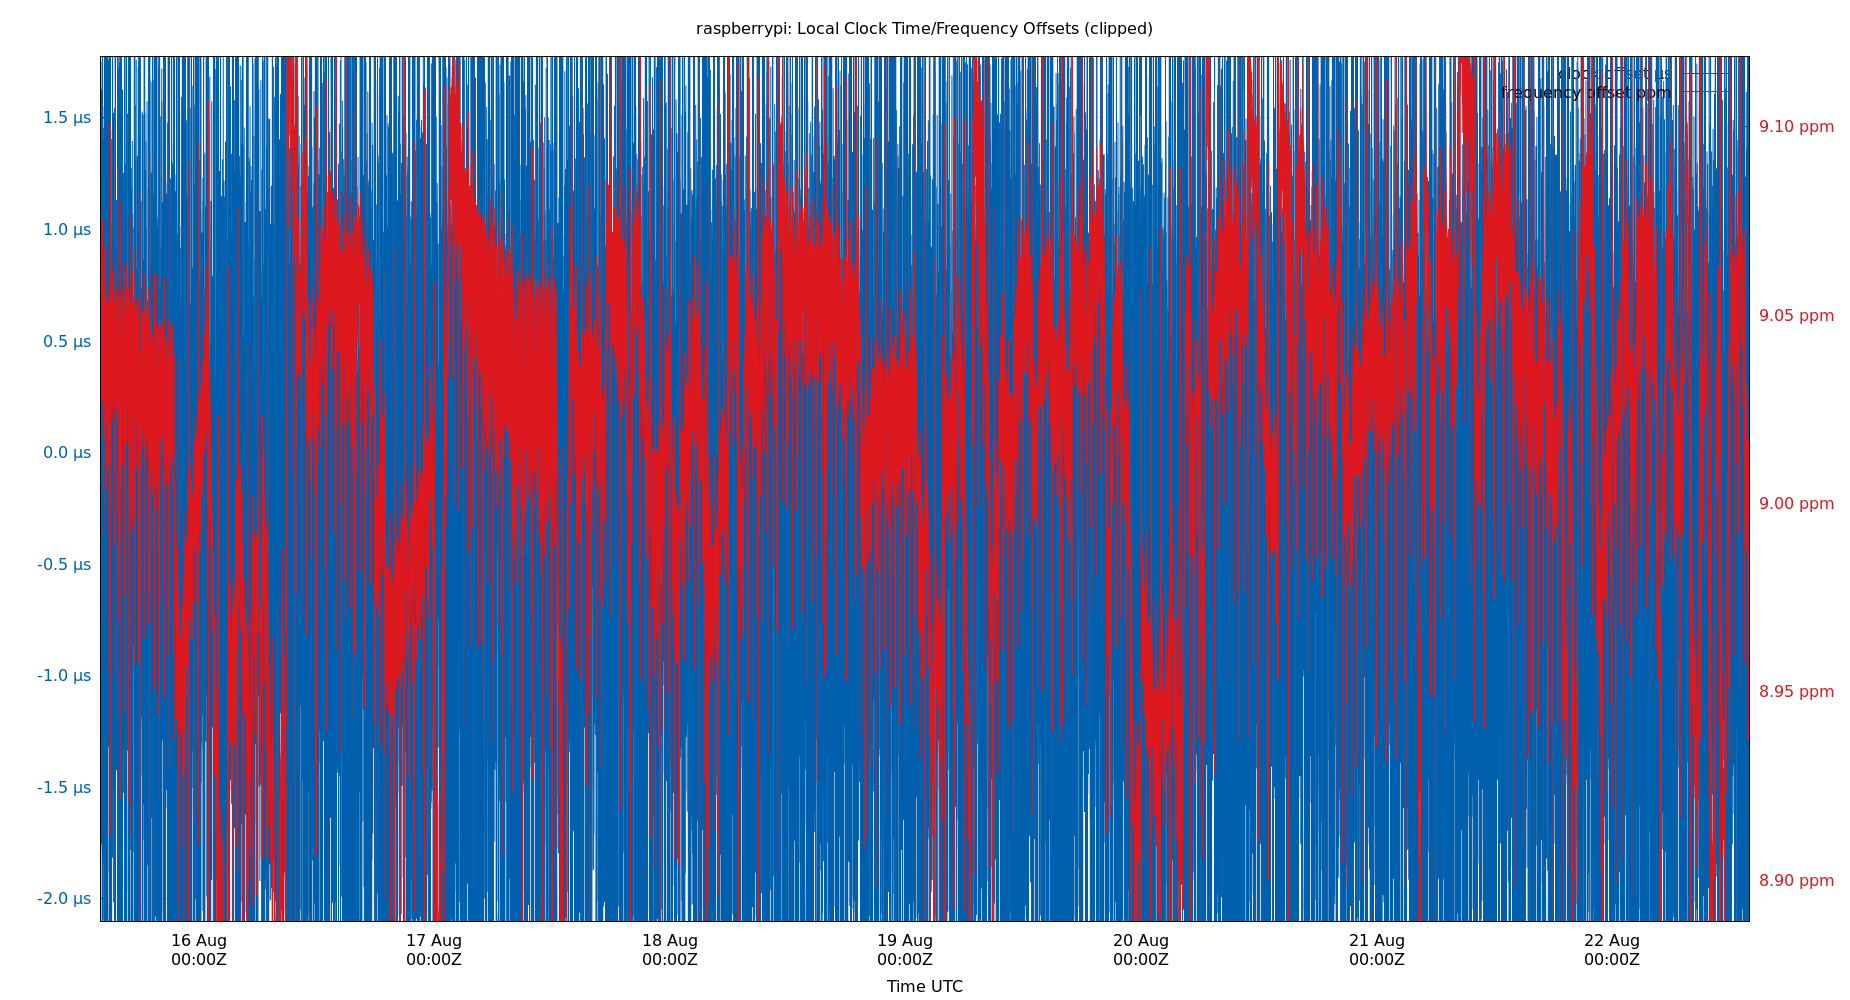 raspberrypi: Local Clock Time/Frequency Offsets (clipped)
clock offset µs
frequency offset ppm
1.5 µs
1.0 µs
0.5 µs
0.0 µs
-0.5 µs
-1.0 µs
-1.5 µs
-2.0 µs
9.10 ppm
9.05 ppm
9.00 ppm
8.95 ppm
8.90 ppm
16 Aug
00:00Z
17 Aug
00:00Z
18 Aug
00:00Z
19 Aug
00:00Z
20 Aug
00:00Z
21 Aug
00:00Z
22 Aug
00:00Z
Time UTC